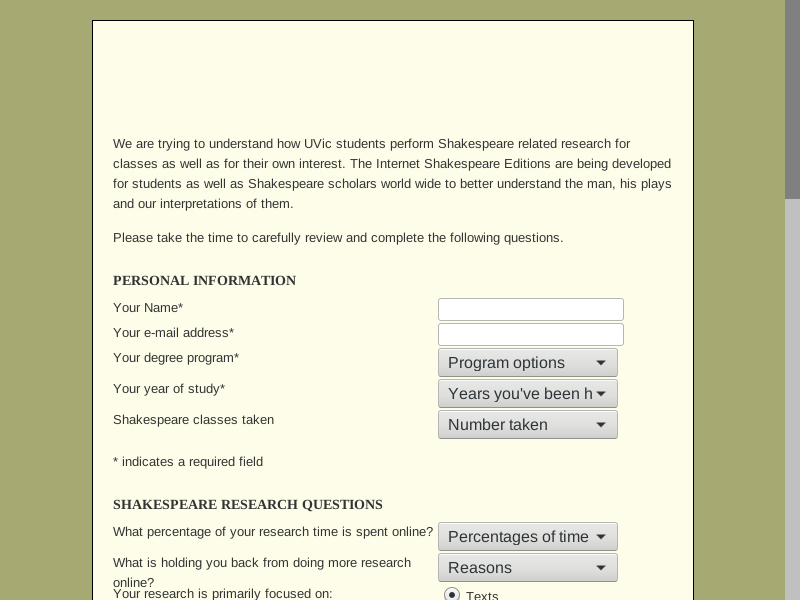 We are trying to understand how UVic students perform Shakespeare related research for
classes as well as for their own interest. The Internet Shakespeare Editions are being developed
for students as well as Shakespeare scholars world wide to better understand the man, his plays
and our interpretations of them.
Please take the time to carefully review and complete the following questions.
PERSONAL INFORMATION
Your Name*
Your e-mail address*
Your degree program* Program options
Your year of study* Years you've been h
Shakespeare classes taken Number taken
* indicates a required field
SHAKESPEARE RESEARCH QUESTIONS
What percentage of your research time is spent online? Percentages of time
What is holding you back from doing more research Reasons
online?
Your research is primarily focused on: Texts